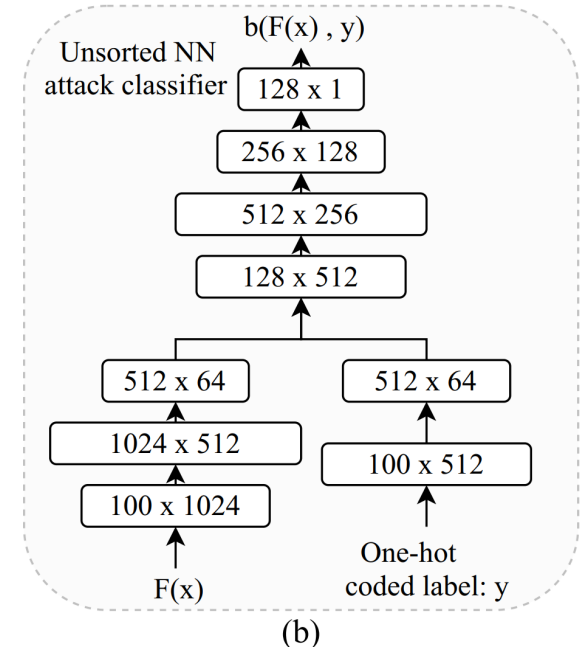 b(F(x) , y)
Unsorted NN
attack classifier
128 x 1
256 x 128
512 x 256
128 x 512
512 x 64
512 x 64
1024 x 512
100 x 512
100 x 1024
One-hot
coded label: y
F(x)
(b)